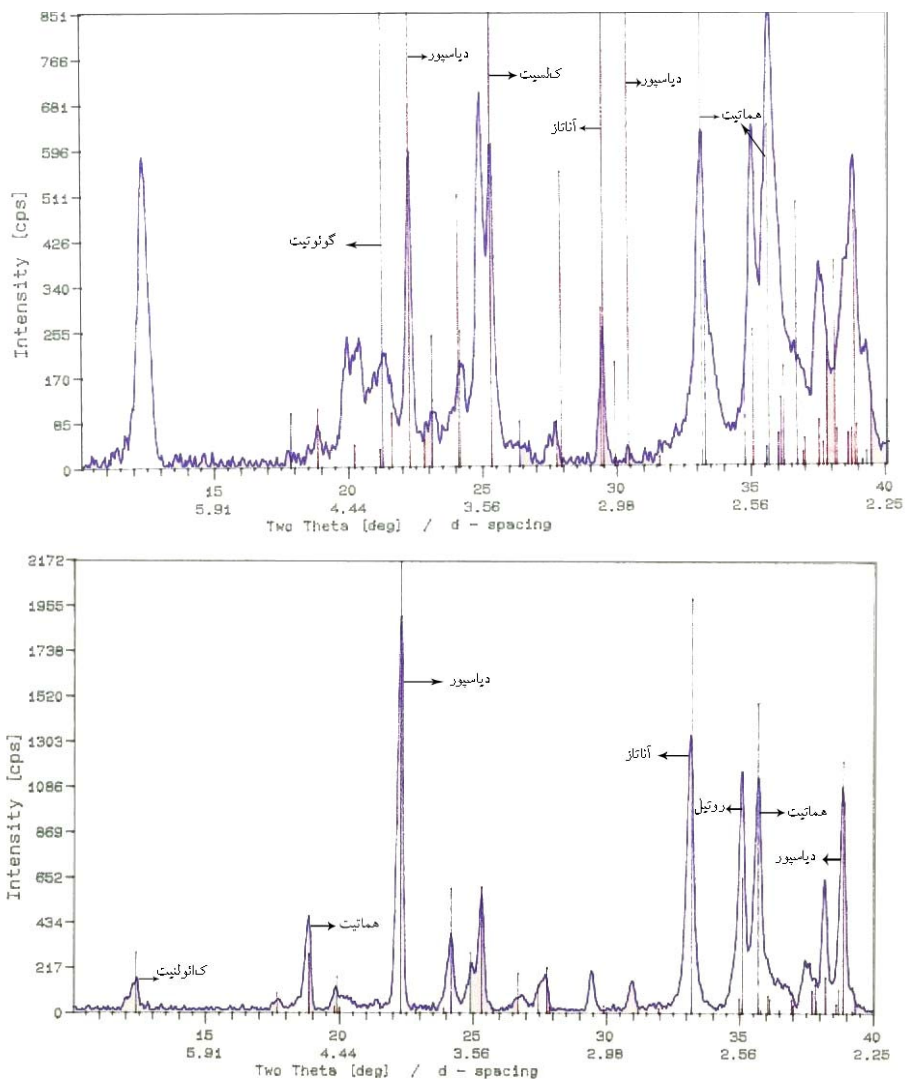 851
766
681
596
511
426
340
255
170
85
0
Intensity [cps]
دیاسپور
کلسیت
دیاسپور
آناتاز
هماتیت
گوئوتیت
15 20 25 30 35 40
5.91 4.44 3.56 2.98 2.56 2.25
Two Theta [deg] / d - spacing
2172
1955
1738
1520
1303
1086
869
652
434
217
0
Intensity [cps]
دیاسپور
آناتاز
روتیل
هماتیت
دیاسپور
هماتیت
کائولنیت
15 20 25 30 35 40
5.91 4.44 3.56 2.98 2.56 2.25
Two Theta [deg] / d - spacing